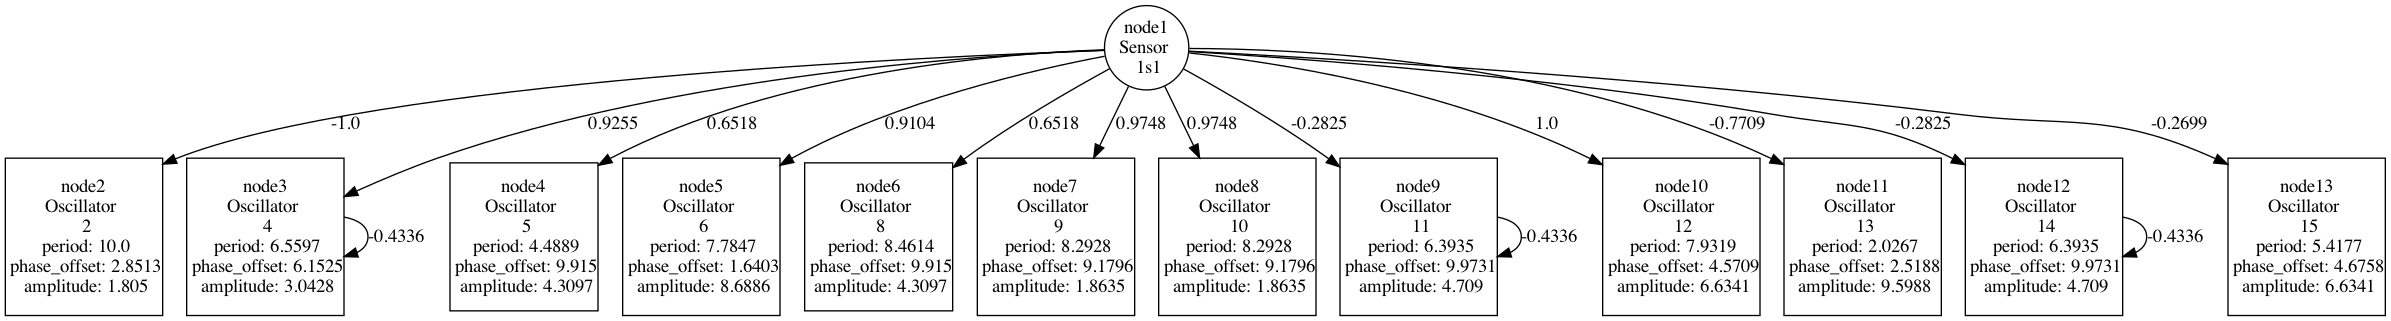 node1
Sensor
1s1
-1.0
0.9255
0.6518
0.9104
0.6518
0.9748
0.9748
-0.2825
1.0
-0.7709
-0.2825
-0.2699
node2
Oscillator
2
period: 10.0
phase_offset: 2.8513
amplitude: 1.805
node3
Oscillator
4
period: 6.5597
phase_offset: 6.1525
amplitude: 3.0428
-0.4336
node4
Oscillator
5
period: 4.4889
phase_offset: 9.915
amplitude: 4.3097
node5
Oscillator
6
period: 7.7847
phase_offset: 1.6403
amplitude: 8.6886
node6
Oscillator
8
period: 8.4614
phase_offset: 9.915
amplitude: 4.3097
node7
Oscillator
9
period: 8.2928
phase_offset: 9.1796
amplitude: 1.8635
node8
Oscillator
10
period: 8.2928
phase_offset: 9.1796
amplitude: 1.8635
node9
Oscillator
11
period: 6.3935
phase_offset: 9.9731
amplitude: 4.709
-0.4336
node10
Oscillator
12
period: 7.9319
phase_offset: 4.5709
amplitude: 6.6341
node11
Oscillator
13
period: 2.0267
phase_offset: 2.5188
amplitude: 9.5988
node12
Oscillator
14
period: 6.3935
phase_offset: 9.9731
amplitude: 4.709
-0.4336
node13
Oscillator
15
period: 5.4177
phase_offset: 4.6758
amplitude: 6.6341